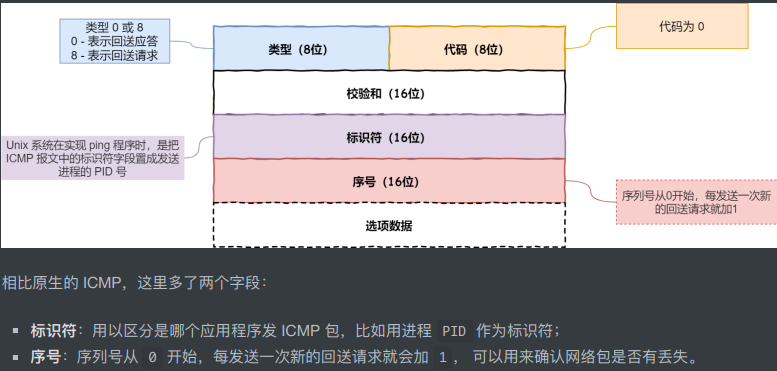 类型 0 或 8
0 - 表示回送应答
8 - 表示回送请求
类型（8位）
代码（8位）
代码为 0
校验和（16位）
Unix 系统在实现 ping 程序时，是把
ICMP 报文中的标识符字段置成发送
进程的 PID 号
标识符（16位）
序号（16位）
序列号从0开始，每发送一次新
的回送请求就加1
选项数据
相比原生的 ICMP，这里多了两个字段：
标识符：用以区分是哪个应用程序发 ICMP 包，比如用进程 PID 作为标识符；
序号：序列号从 0 开始，每发送一次新的回送请求就会加 1 ， 可以用来确认网络包是否有丢失。